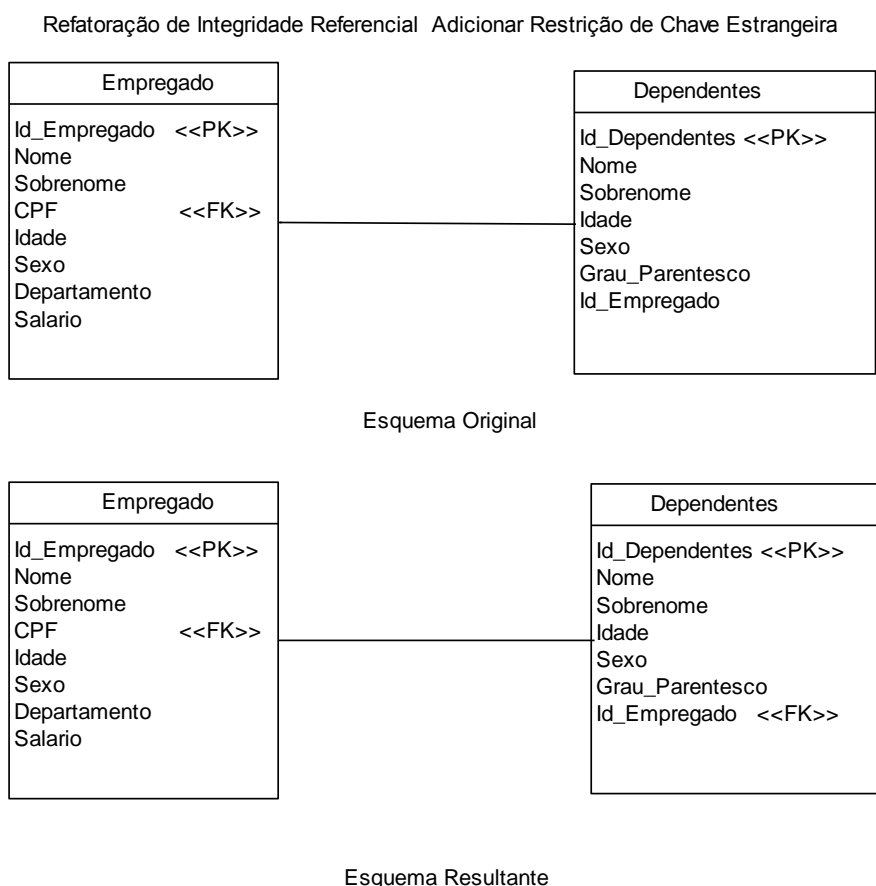 Refatoração de Integridade Referencial Adicionar Restrição de Chave Estrangeira
Empregado
Id_Empregado <<PK>>
Nome
Sobrenome
CPF <<FK>>
Idade
Sexo
Departamento
Salario
Dependentes
Id_Dependentes <<PK>>
Nome
Sobrenome
Idade
Sexo
Grau_Parentesco
Id_Empregado
Esquema Original
Empregado
Id_Empregado <<PK>>
Nome
Sobrenome
CPF <<FK>>
Idade
Sexo
Departamento
Salario
Dependentes
Id_Dependentes <<PK>>
Nome
Sobrenome
Idade
Sexo
Grau_Parentesco
Id_Empregado <<FK>>
Esquema Resultante